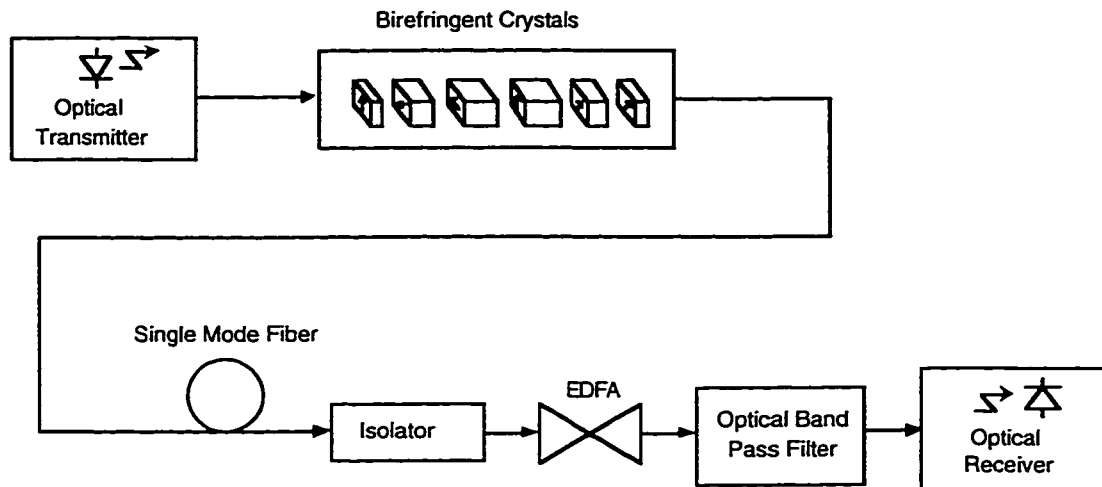 Birefringent Crystals
Optical
Transmitter
Single Mode Fiber
Isolator
EDFA
Optical Band
Pass Filter
Optical
Receiver